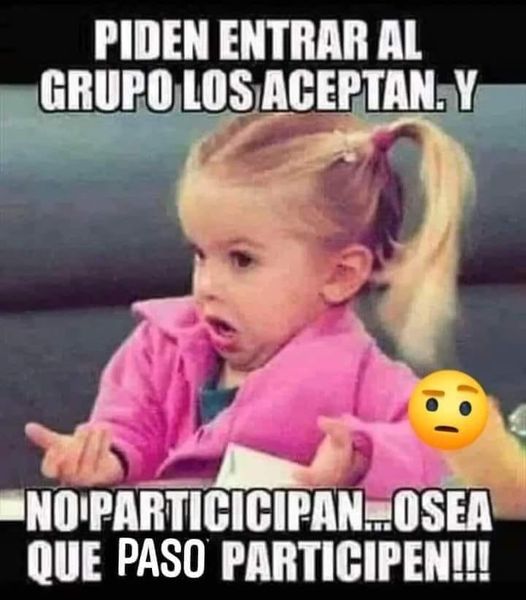 PIDEN ENTRAR AL
GRUPO LOS ACEPTAN. Y
NO PARTICICIPAN...OSEA
QUE PASO PARTICIPEN!!!